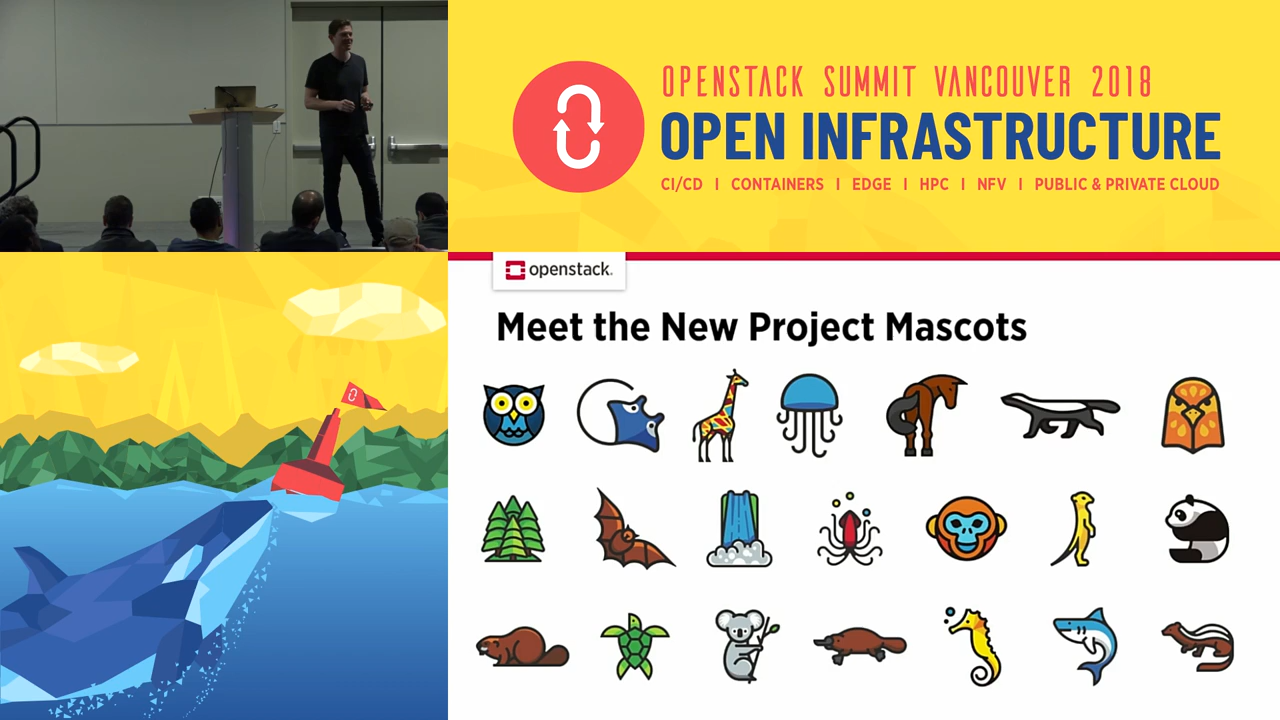 OPENSTACK SUMMIT VANCOUVER 2018
OPEN INFRASTRUCTURE
CI/CD | CONTAINERS | EDGE | HPC | NFV | PUBLIC & PRIVATE CLOUD
openstack.
Meet the New Project Mascots